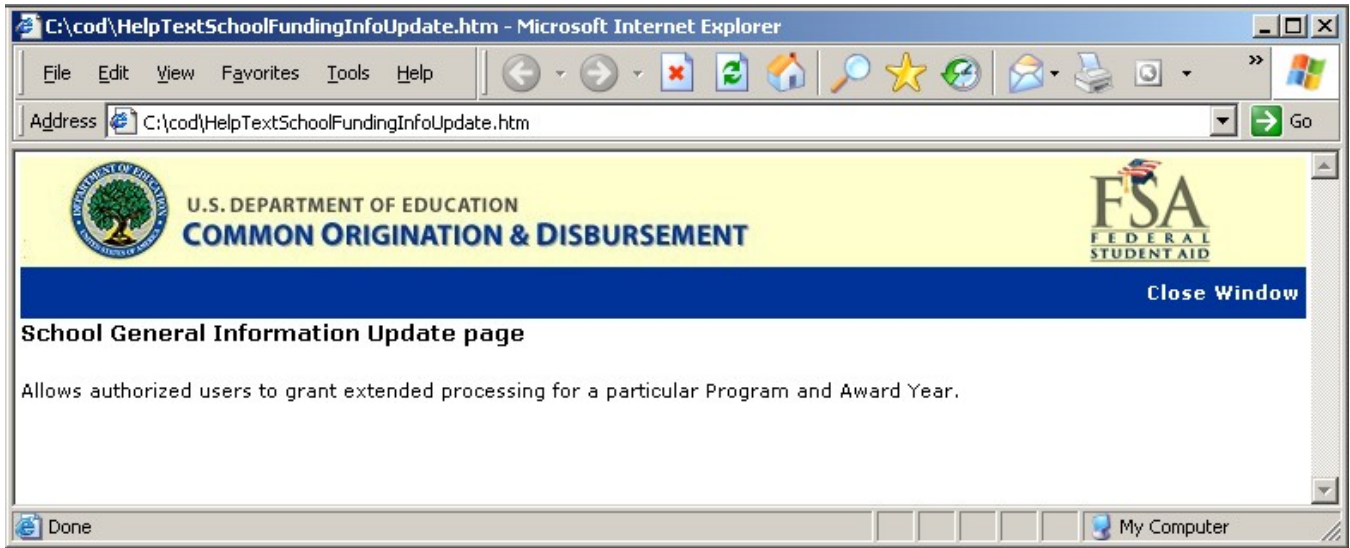 C:\cod\HelpTextSchoolFundingInfoUpdate.htm - Microsoft Internet Explorer
File Edit View Favorites Tools Help »
Address C:\cod\HelpTextSchoolFundingInfoUpdate.htm Go
U.S. DEPARTMENT OF EDUCATION
COMMON ORIGINATION & DISBURSEMENT
FSA
FEDERAL
STUDENT AID
Close Window
School General Information Update page
Allows authorized users to grant extended processing for a particular Program and Award Year.
Done My Computer